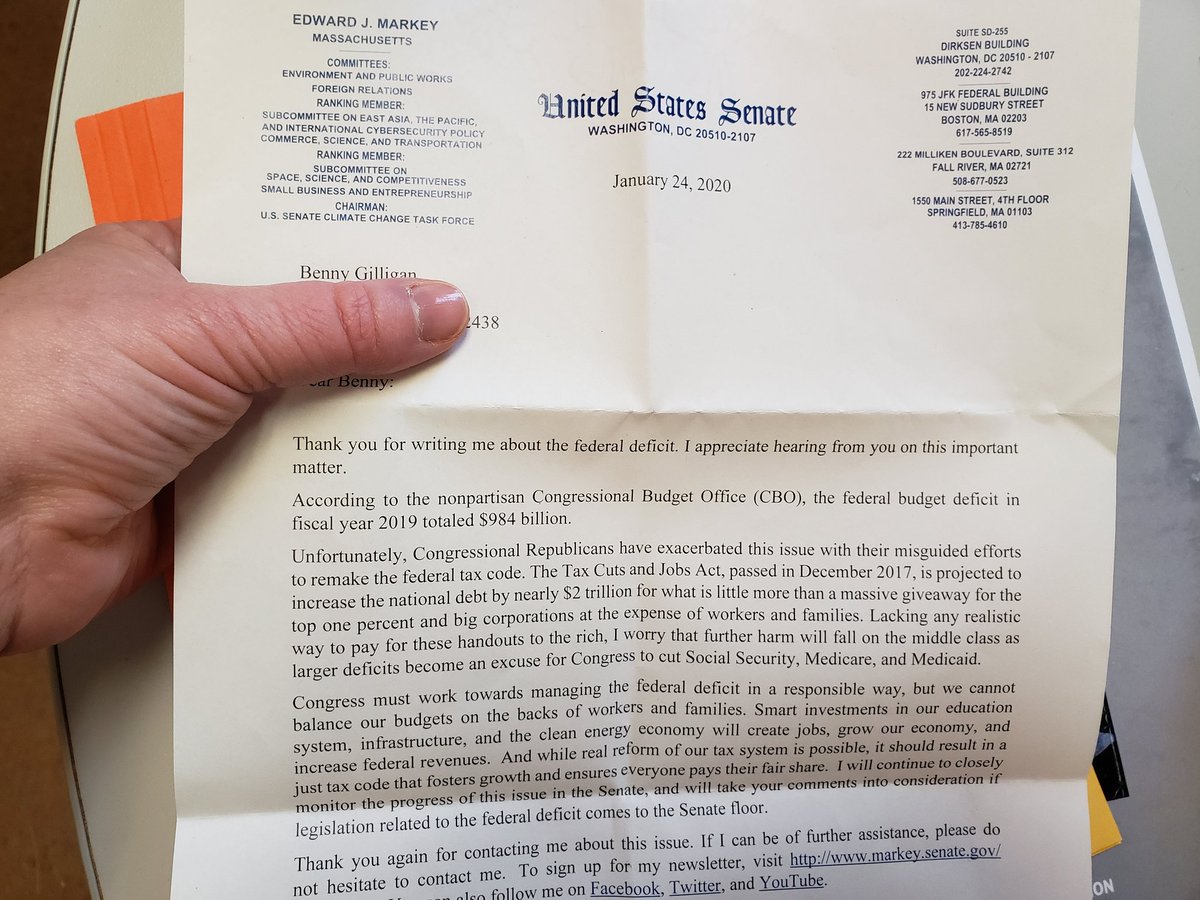 EDWARD J. MARKEY
MASSACHUSETTS
COMMITTEES:
ENVIRONMENT AND PUBLIC WORKS
FOREIGN RELATIONS
RANKING MEMBER:
SUBCOMMITTEE ON EAST ASIA, THE PACIFIC,
AND INTERNATIONAL CYBERSECURITY POLICY
COMMERCE, SCIENCE, AND TRANSPORTATION
RANKING MEMBER:
SUBCOMMITTEE ON
SPACE, SCIENCE, AND COMPETITIVENESS
SMALL BUSINESS AND ENTREPRENEURSHIP
CHAIRMAN:
U.S. SENATE CLIMATE CHANGE TASK FORCE
United States Senate
WASHINGTON, DC 20510-2107
January 24, 2020
SUITE SD-255
DIRKSEN BUILDING
WASHINGTON, DC 20510 - 2107
202-224-2742
975 JFK FEDERAL BUILDING
15 NEW SUDBURY STREET
BOSTON, MA 02203
617-565-8519
222 MILLIKEN BOULEVARD, SUITE 312
FALL RIVER, MA 02721
508-677-0523
1550 MAIN STREET, 4TH FLOOR
SPRINGFIELD, MA 01103
413-785-4610
Benny Gilligan
2438
ear Benny:
Thank you for writing me about the federal deficit. I appreciate hearing from you on this important
matter.
According to the nonpartisan Congressional Budget Office (CBO), the federal budget deficit in
fiscal year 2019 totaled $984 billion.
Unfortunately, Congressional Republicans have exacerbated this issue with their misguided efforts
to remake the federal tax code. The Tax Cuts and Jobs Act, passed in December 2017, is projected to
increase the national debt by nearly $2 trillion for what is little more than a massive giveaway for the
top one percent and big corporations at the expense of workers and families. Lacking any realistic
way to pay for these handouts to the rich, I worry that further harm will fall on the middle class as
larger deficits become an excuse for Congress to cut Social Security, Medicare, and Medicaid.
Congress must work towards managing the federal deficit in a responsible way, but we cannot
balance our budgets on the backs of workers and families. Smart investments in our education
system, infrastructure, and the clean energy economy will create jobs, grow our economy, and
increase federal revenues. And while real reform of our tax system is possible, it should result in a
just tax code that fosters growth and ensures everyone pays their fair share. I will continue to closely
monitor the progress of this issue in the Senate, and will take your comments into consideration if
legislation related to the federal deficit comes to the Senate floor.
Thank you again for contacting me about this issue. If I can be of further assistance, please do
not hesitate to contact me. To sign up for my newsletter, visit http://www.markey.senate.gov/
can also follow me on Facebook, Twitter, and YouTube.
ON